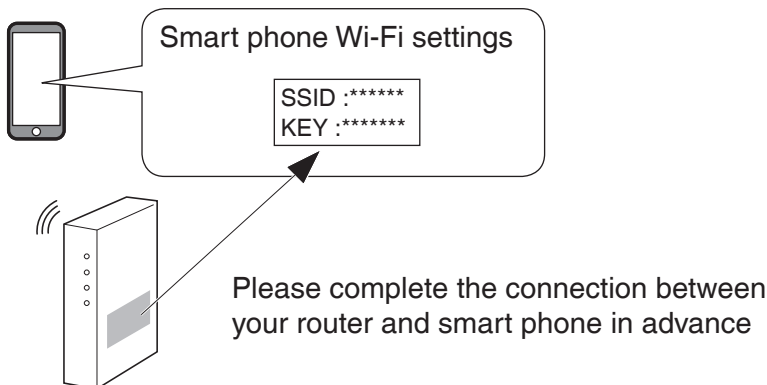 Smart phone Wi-Fi settings
SSID :******
KEY :*******
Please complete the connection between
your router and smart phone in advance